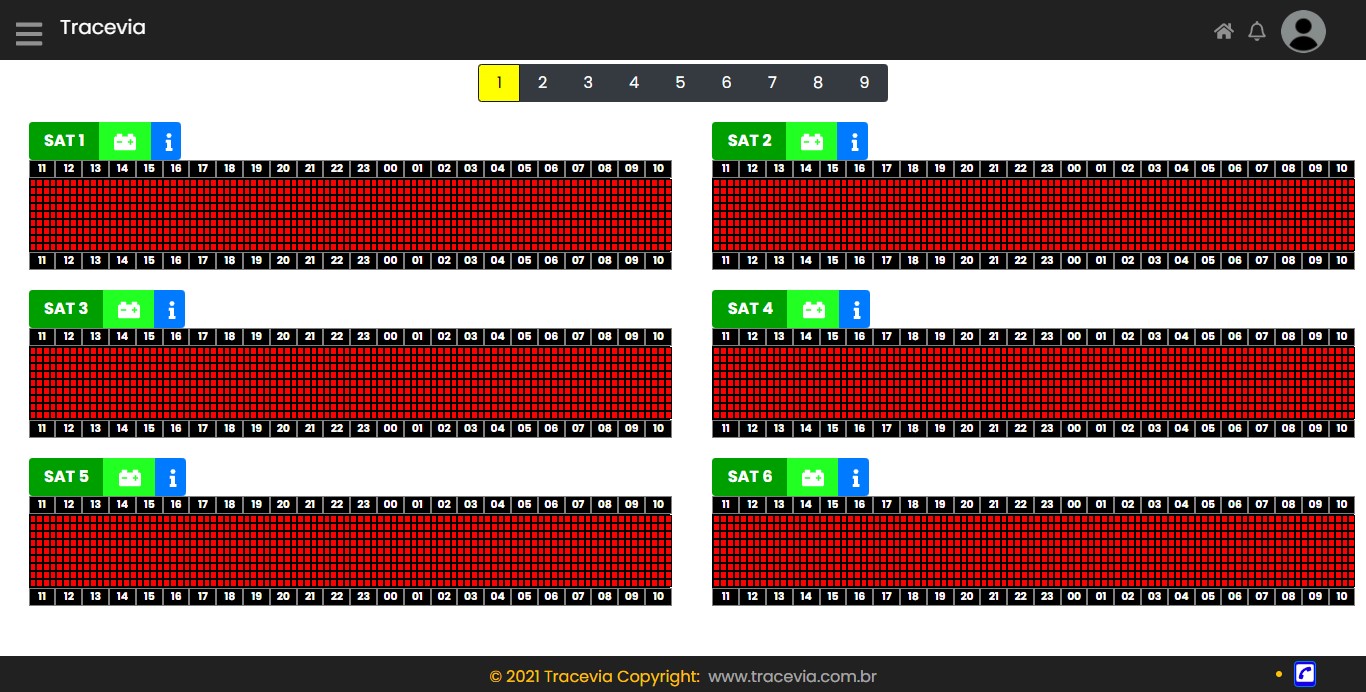 Tracevia
1 2 3 4 5 6 7 8 9
SAT 1
11 12 13 14 15 16 17 18 19 20 21 22 23 00 01 02 03 04 05 06 07 08 09 10
11 12 13 14 15 16 17 18 19 20 21 22 23 00 01 02 03 04 05 06 07 08 09 10
SAT 2
11 12 13 14 15 16 17 18 19 20 21 22 23 00 01 02 03 04 05 06 07 08 09 10
11 12 13 14 15 16 17 18 19 20 21 22 23 00 01 02 03 04 05 06 07 08 09 10
SAT 3
11 12 13 14 15 16 17 18 19 20 21 22 23 00 01 02 03 04 05 06 07 08 09 10
11 12 13 14 15 16 17 18 19 20 21 22 23 00 01 02 03 04 05 06 07 08 09 10
SAT 4
11 12 13 14 15 16 17 18 19 20 21 22 23 00 01 02 03 04 05 06 07 08 09 10
11 12 13 14 15 16 17 18 19 20 21 22 23 00 01 02 03 04 05 06 07 08 09 10
SAT 5
11 12 13 14 15 16 17 18 19 20 21 22 23 00 01 02 03 04 05 06 07 08 09 10
11 12 13 14 15 16 17 18 19 20 21 22 23 00 01 02 03 04 05 06 07 08 09 10
SAT 6
11 12 13 14 15 16 17 18 19 20 21 22 23 00 01 02 03 04 05 06 07 08 09 10
11 12 13 14 15 16 17 18 19 20 21 22 23 00 01 02 03 04 05 06 07 08 09 10
© 2021 Tracevia Copyright: www.tracevia.com.br